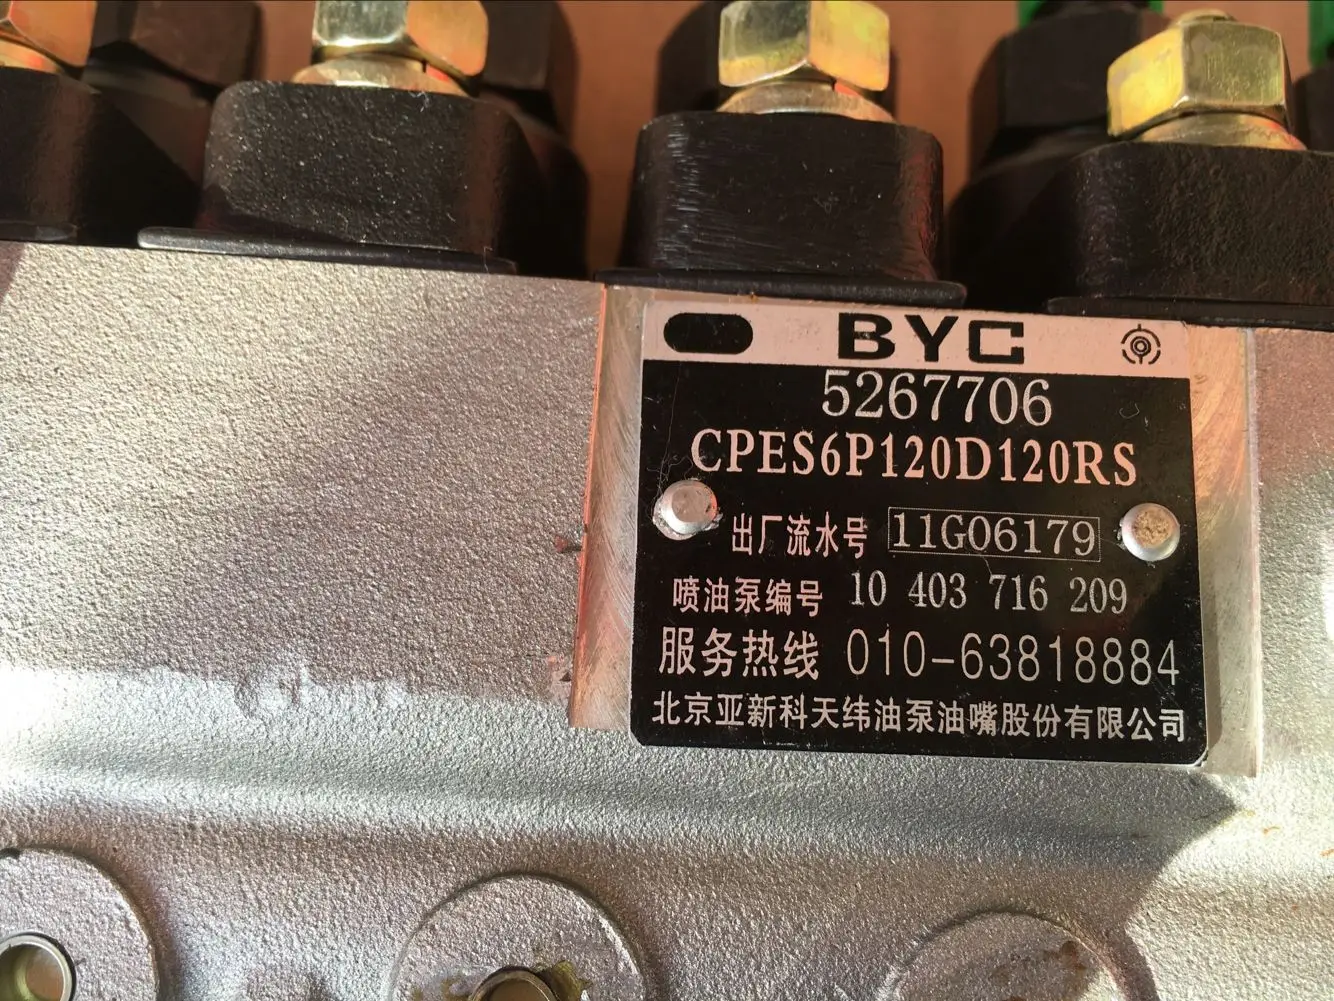 BYC
5267706
CPES6P120D120RS
出厂流水号 11G06179
喷油泵编号 10 403 716 209
服务热线 010-63818884
北京亚新科天纬油泵油嘴股份有限公司